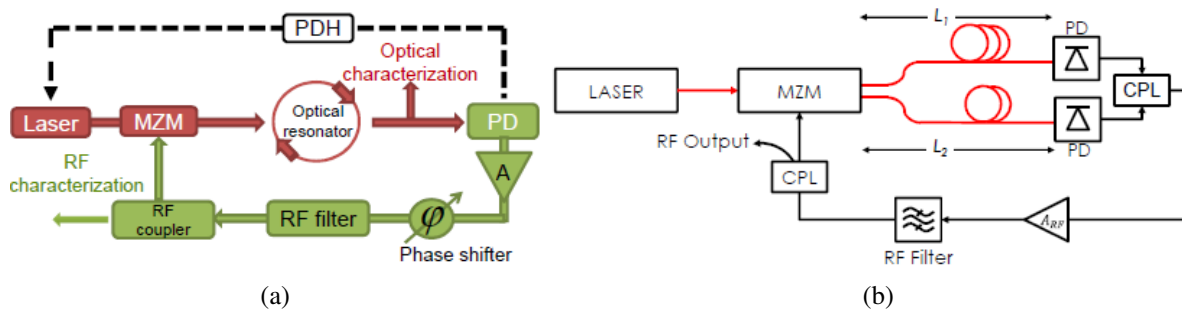 PDH
Optical
characterization
Laser
MZM
Optical
resonator
PD
RF
characterization
A
RF
coupler
RF filter
φ
Phase shifter
(a)
L1
PD
LASER
MZM
CPL
RF Output
L2
PD
CPL
ARF
RF Filter
(b)